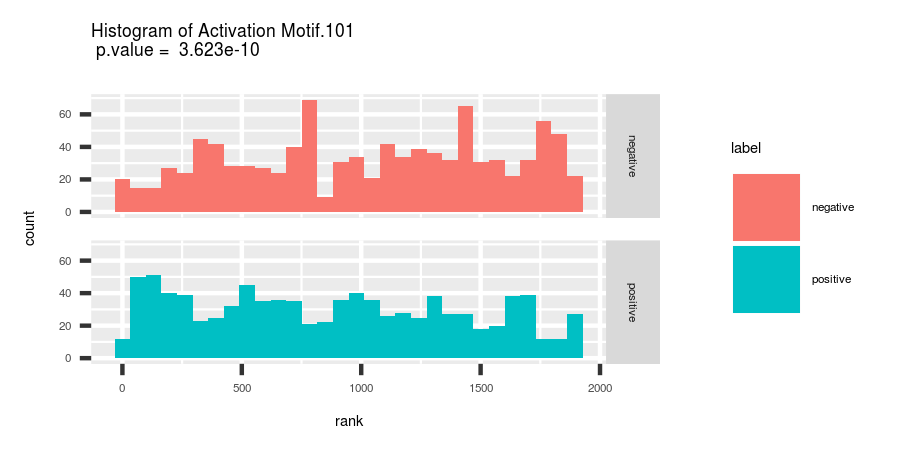 Histogram of Activation Motif.101
p.value = 3.623e-10
60
40
20
0
negative
count
60
40
20
0
positive
0 500 1000 1500 2000
rank
label
negative
positive